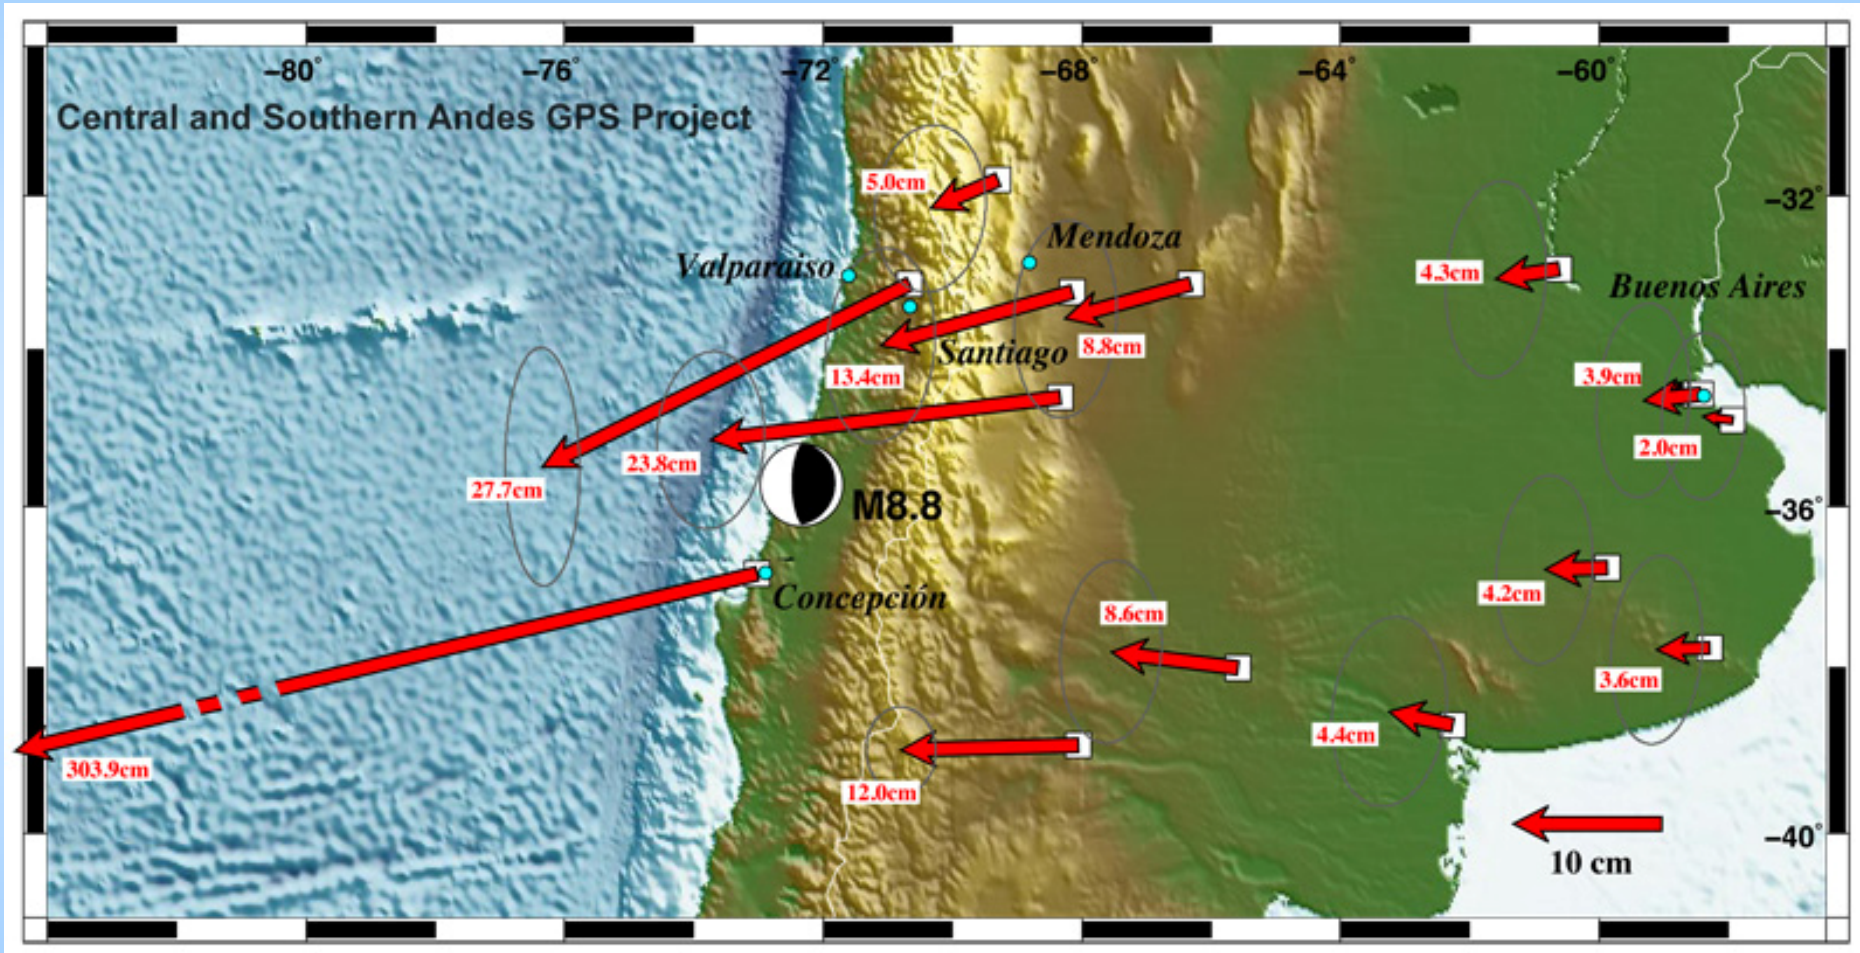 −80°
−76°
−72°
−68°
−64°
−60°
Central and Southern Andes GPS Project
5.0cm
−32°
Mendoza
Valparaiso
4.3cm
Buenos Aires
8.8cm
Santiago
13.4cm
3.9cm
2.0cm
23.8cm
27.7cm
M8.8
−36°
Concepción
4.2cm
8.6cm
3.6cm
4.4cm
303.9cm
12.0cm
−40°
10 cm